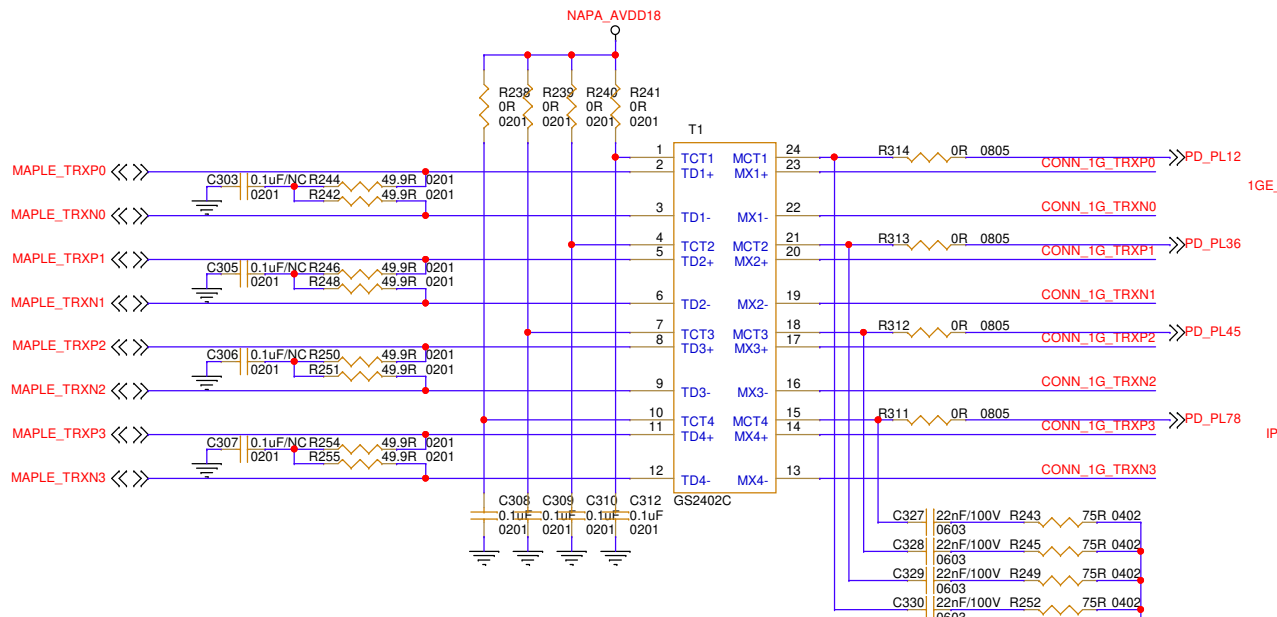 NAPA_AVDD18
R238 R239 R240 R241
0R 0R 0R 0R
0201 0201 0201 0201
T1
1 TCT1 MCT1 24 R314 0R 0805 PD_PL12
MAPLE_TRXP0 2 TD1+ MX1+ 23 CONN_1G_TRXP0
C303 0.1uF/NC R244 49.9R 0201
0201 R242 49.9R 0201
1GE_
MAPLE_TRXN0 3 TD1- MX1- 22 CONN_1G_TRXN0
4 TCT2 MCT2 21 R313 0R 0805 PD_PL36
MAPLE_TRXP1 5 TD2+ MX2+ 20 CONN_1G_TRXP1
C305 0.1uF/NC R246 49.9R 0201
0201 R248 49.9R 0201
MAPLE_TRXN1 6 TD2- MX2- 19 CONN_1G_TRXN1
7 TCT3 MCT3 18 R312 0R 0805 PD_PL45
MAPLE_TRXP2 8 TD3+ MX3+ 17 CONN_1G_TRXP2
C306 0.1uF/NC R250 49.9R 0201
0201 R251 49.9R 0201
MAPLE_TRXN2 9 TD3- MX3- 16 CONN_1G_TRXN2
10 TCT4 MCT4 15 R311 0R 0805 PD_PL78
MAPLE_TRXP3 11 TD4+ MX4+ 14 CONN_1G_TRXP3
IP
C307 0.1uF/NC R254 49.9R 0201
0201 R255 49.9R 0201
MAPLE_TRXN3 12 TD4- MX4- 13 CONN_1G_TRXN3
GS2402C
C308 C309 C310 C312
0.1uF 0.1uF 0.1uF 0.1uF
0201 0201 0201 0201
C327 22nF/100V R243 75R 0402
0603
C328 22nF/100V R245 75R 0402
0603
C329 22nF/100V R249 75R 0402
0603
C330 22nF/100V R252 75R 0402
0603